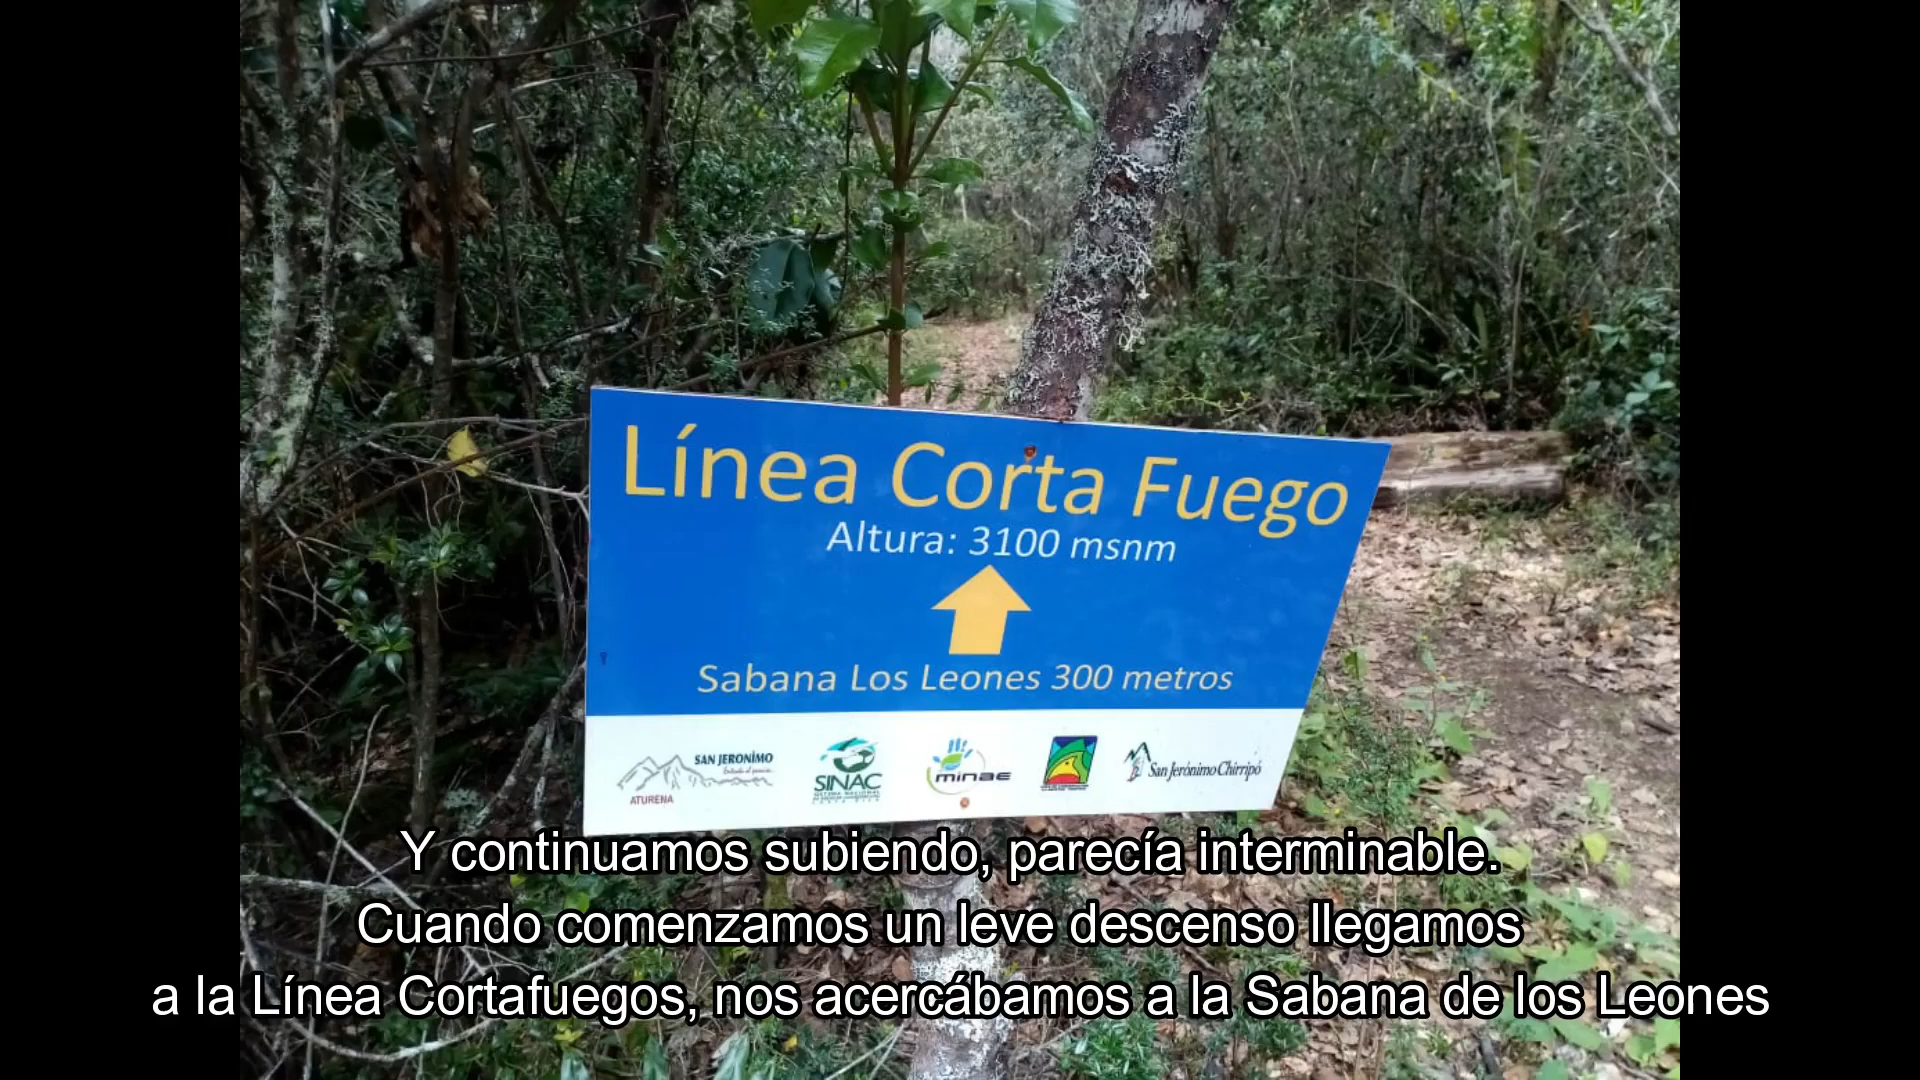 Línea Corta Fuego
Altura: 3100 msnm
Sabana Los Leones 300 metros
SAN JERONÍMO
ATURENA
SINAC
minae
San Jerónimo Chirripó
Y continuamos subiendo, parecía interminable.
Cuando comenzamos un leve descenso llegamos
a la Línea Cortafuegos, nos acercábamos a la Sabana de los Leones